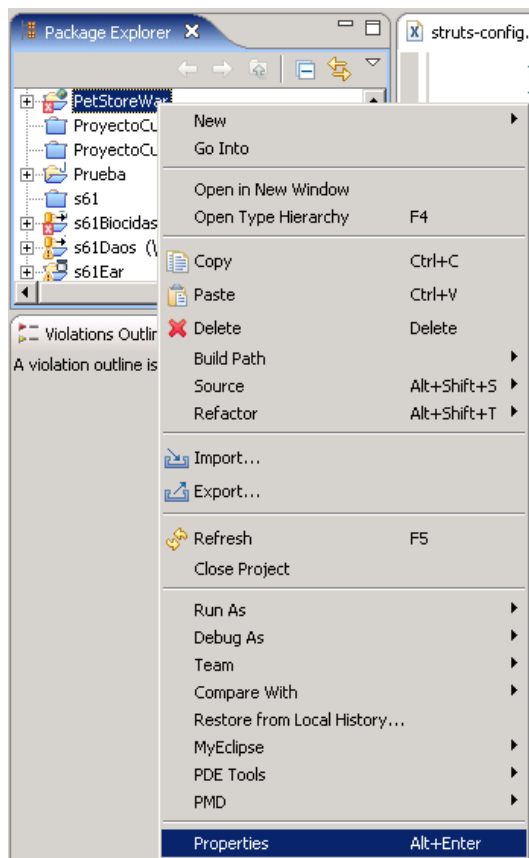 Package Explorer
struts-config.
PetStoreWar
ProyectoCu
ProyectoCu
Prueba
s61
s61Biocidas
s61Daos (\
s61Ear
Violations Outlin
A violation outline is
New
Go Into
Open in New Window
Open Type Hierarchy F4
Copy Ctrl+C
Paste Ctrl+V
Delete Delete
Build Path
Source Alt+Shift+S
Refactor Alt+Shift+T
Import...
Export...
Refresh F5
Close Project
Run As
Debug As
Team
Compare With
Restore from Local History...
MyEclipse
PDE Tools
PMD
Properties Alt+Enter